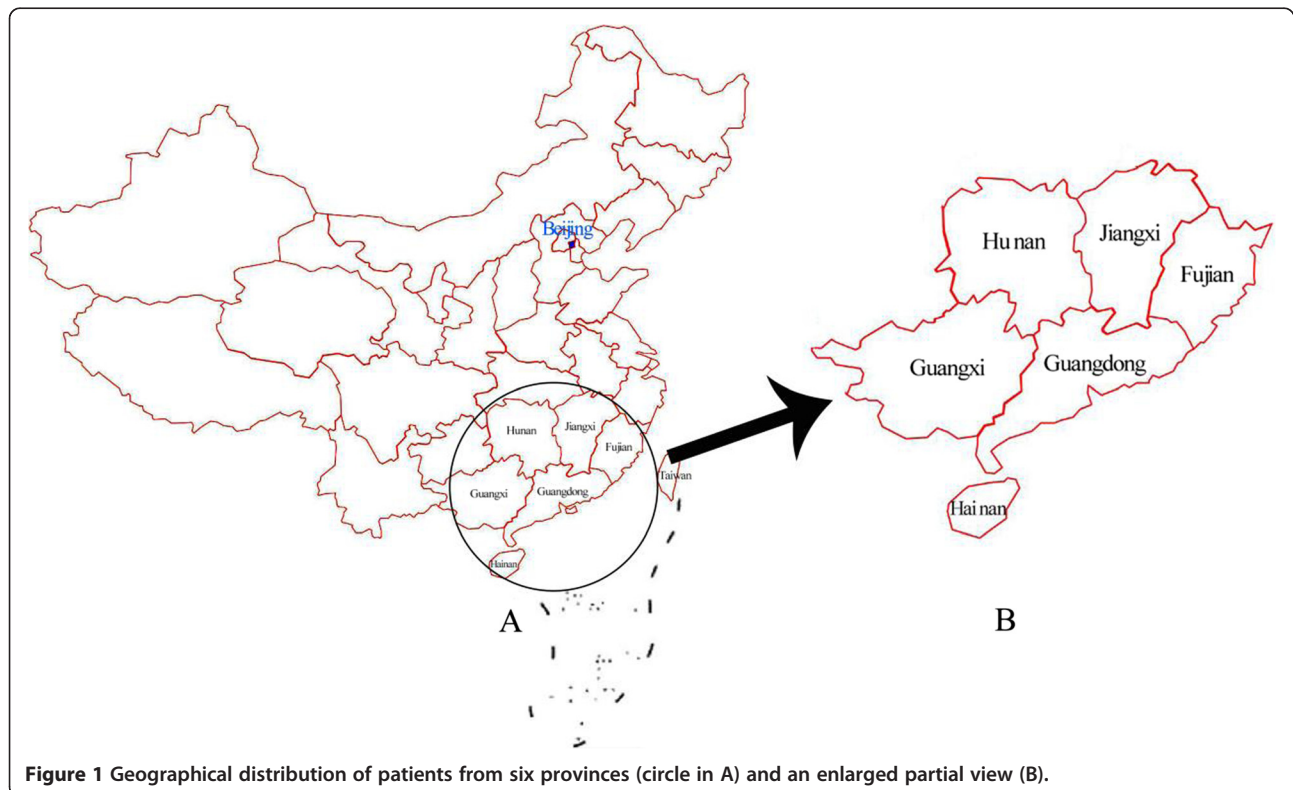 Beijing
Hunan
Jiangxi
Fujian
Taiwan
Guangxi
Guangdong
Hainan
A
Hu nan
Jiangxi
Fujian
Guangxi
Guangdong
Hai nan
B
Figure 1 Geographical distribution of patients from six provinces (circle in A) and an enlarged partial view (B).